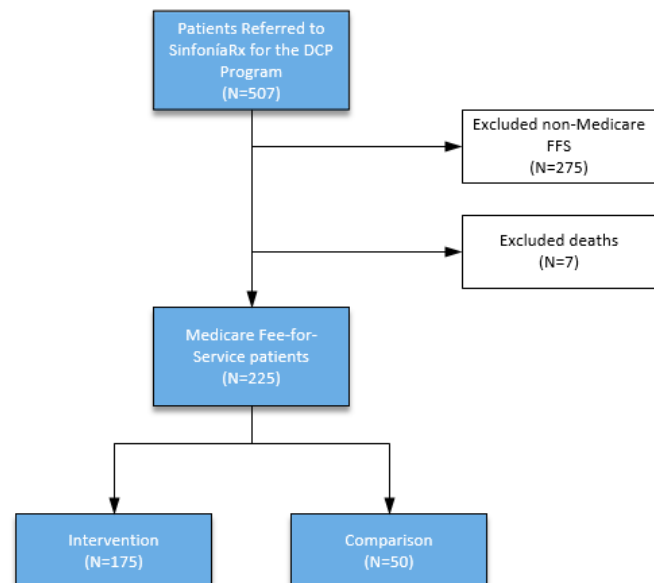 Patients Referred to
SinfoníaRx for the DCP
Program
(N=507)
Excluded non-Medicare
FFS
(N=275)
Excluded deaths
(N=7)
Medicare Fee-for-
Service patients
(N=225)
Intervention
(N=175)
Comparison
(N=50)